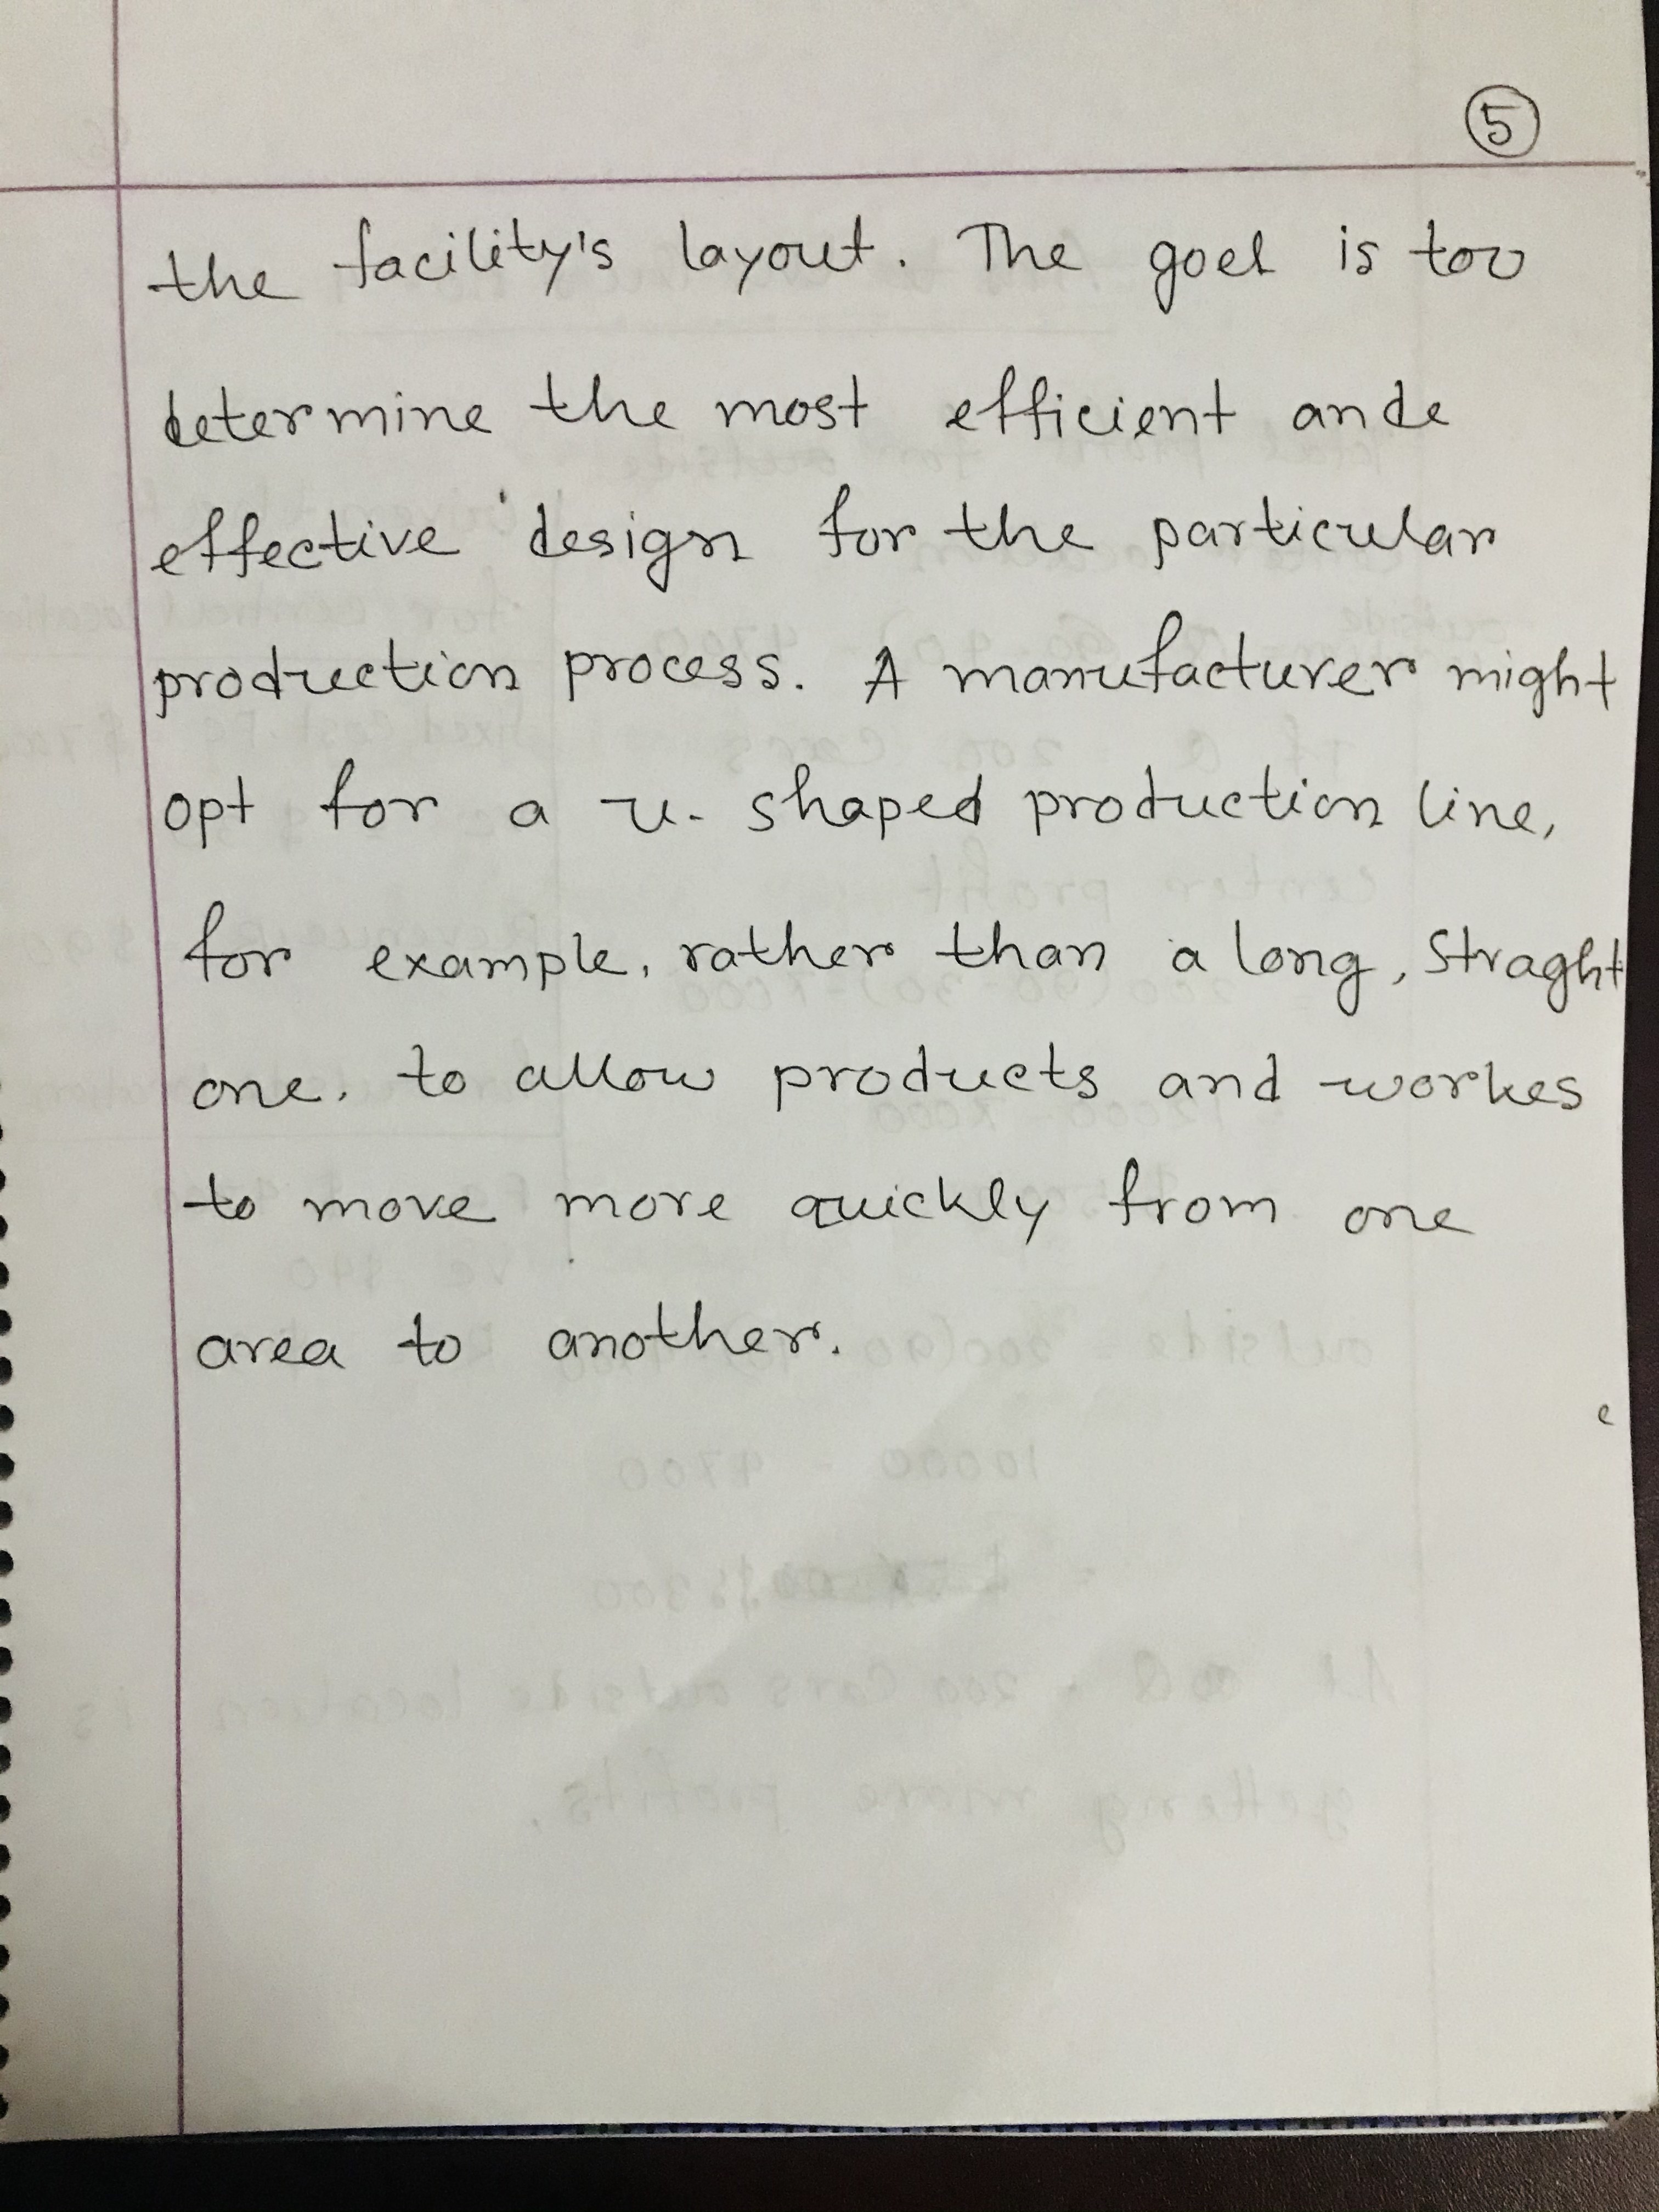 5
the facility's layout. The goel is too
determine the most efficient ande
effective design for the particular
production process. A manufacturer might
opt for a u- shaped production line,
for example, rather than a long, straght
one, to allow products and workes
to move more quickly from one
area to another.